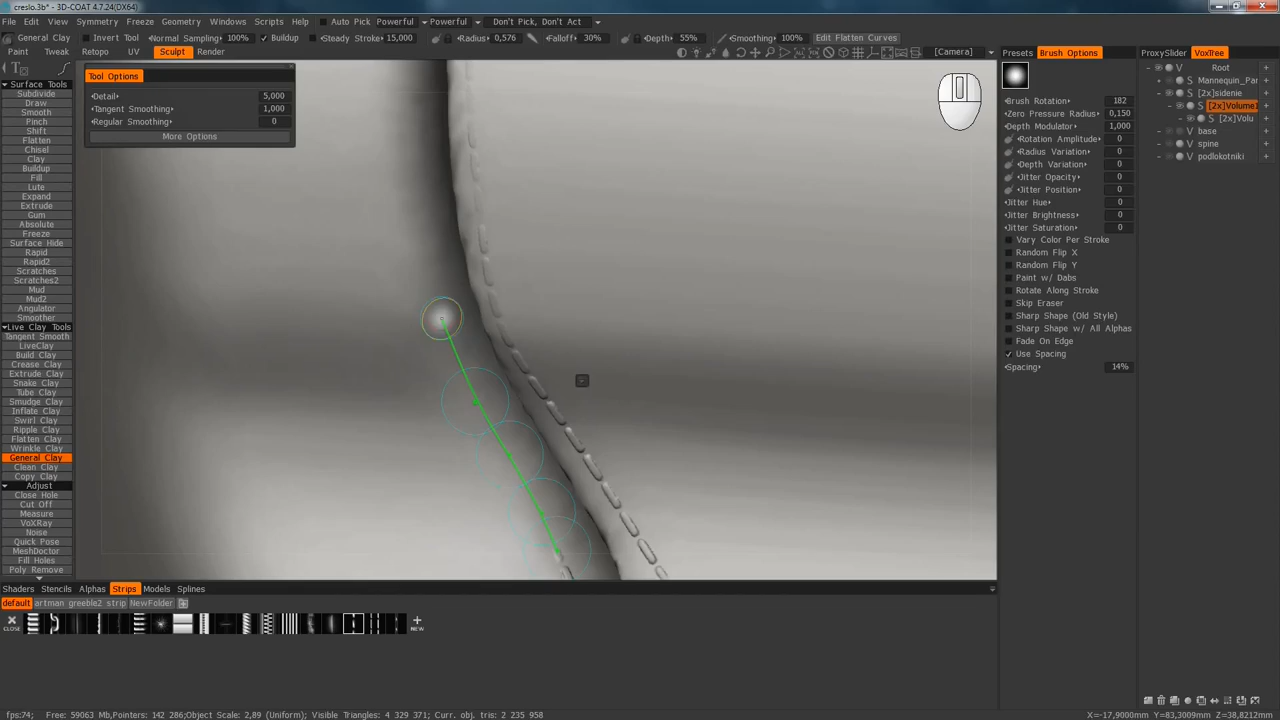 creslo.3b* - 3D-COAT 4.7.24(DX64)
File Edit View Symmetry Freeze Geometry Windows Scripts Help Auto Pick Powerful Powerful Don't Pick, Don't Act
General Clay Invert Tool Normal Sampling 100% Buildup Steady Stroke 15,000 Radius 0,576 Falloff 30% Depth 55% Smoothing 100% Edit Flatten Curves
Paint Tweak Retopo UV Sculpt Render [Camera] Presets Brush Options ProxySlider VoxTree
Surface Tools
Subdivide
Draw
Smooth
Pinch
Shift
Flatten
Chisel
Clay
Buildup
Fill
Lute
Expand
Extrude
Gum
Absolute
Freeze
Surface Hide
Rapid
Rapid2
Scratches
Scratches2
Mud
Mud2
Angulator
Smoother
Live Clay Tools
Tangent Smooth
LiveClay
Build Clay
Crease Clay
Extrude Clay
Snake Clay
Tube Clay
Smudge Clay
Inflate Clay
Swirl Clay
Ripple Clay
Flatten Clay
Wrinkle Clay
General Clay
Clean Clay
Copy Clay
Adjust
Close Hole
Cut Off
Measure
VoXRay
Noise
Quick Pose
MeshDoctor
Fill Holes
Poly Remove
Tool Options
Detail 5,000
Tangent Smoothing 1,000
Regular Smoothing 0
More Options
Brush Rotation 182
Zero Pressure Radius 0,150
Depth Modulator 1,000
Rotation Amplitude 0
Radius Variation 0
Depth Variation 0
Jitter Opacity 0
Jitter Position 0
Jitter Hue 0
Jitter Brightness 0
Jitter Saturation 0
Vary Color Per Stroke
Random Flip X
Random Flip Y
Paint w/ Dabs
Rotate Along Stroke
Skip Eraser
Sharp Shape (Old Style)
Sharp Shape w/ All Alphas
Fade On Edge
Use Spacing
Spacing 14%
V Root +
V Mannequin_Par +
S [2x]sidenie +
S [2x]Volume1 +
S [2x]Volu +
V base +
V spine +
V podlokotniki +
Shaders Stencils Alphas Strips Models Splines
default artman greeble2 strip NewFolder
CLOSE NEW
fps:74; Free: 59063 Mb,Pointers: 142 286;Object Scale: 2,89 (Uniform); Visible Triangles: 4 329 371; Curr. obj. tris: 2 235 958 X=-17,9000mm Y=83,3009mm Z=38,8212mm